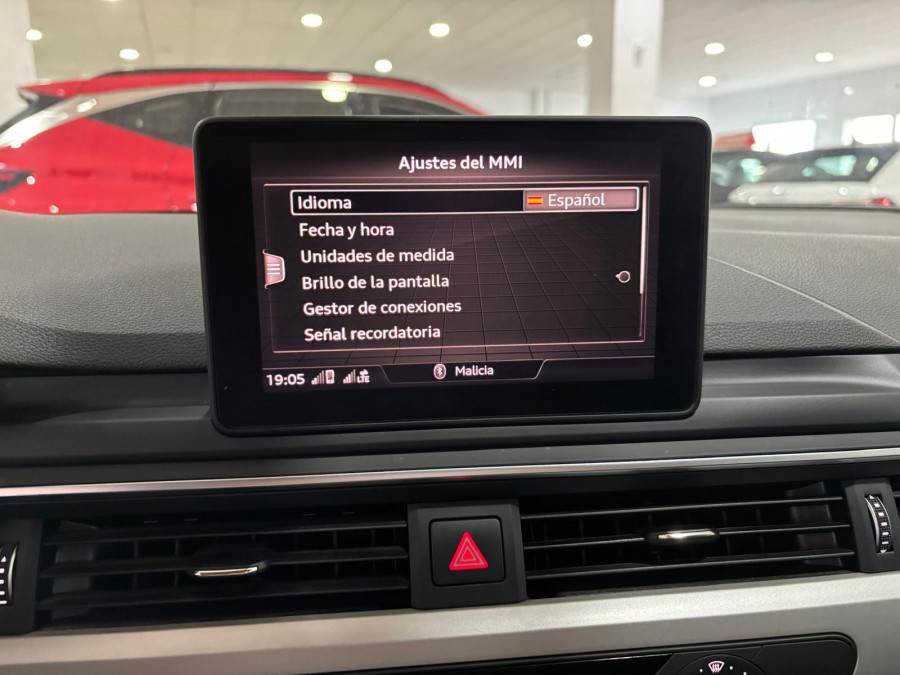 Ajustes del MMI
Idioma Español
Fecha y hora
Unidades de medida
Brillo de la pantalla
Gestor de conexiones
Señal recordatoria
19:05 LTE Malicia